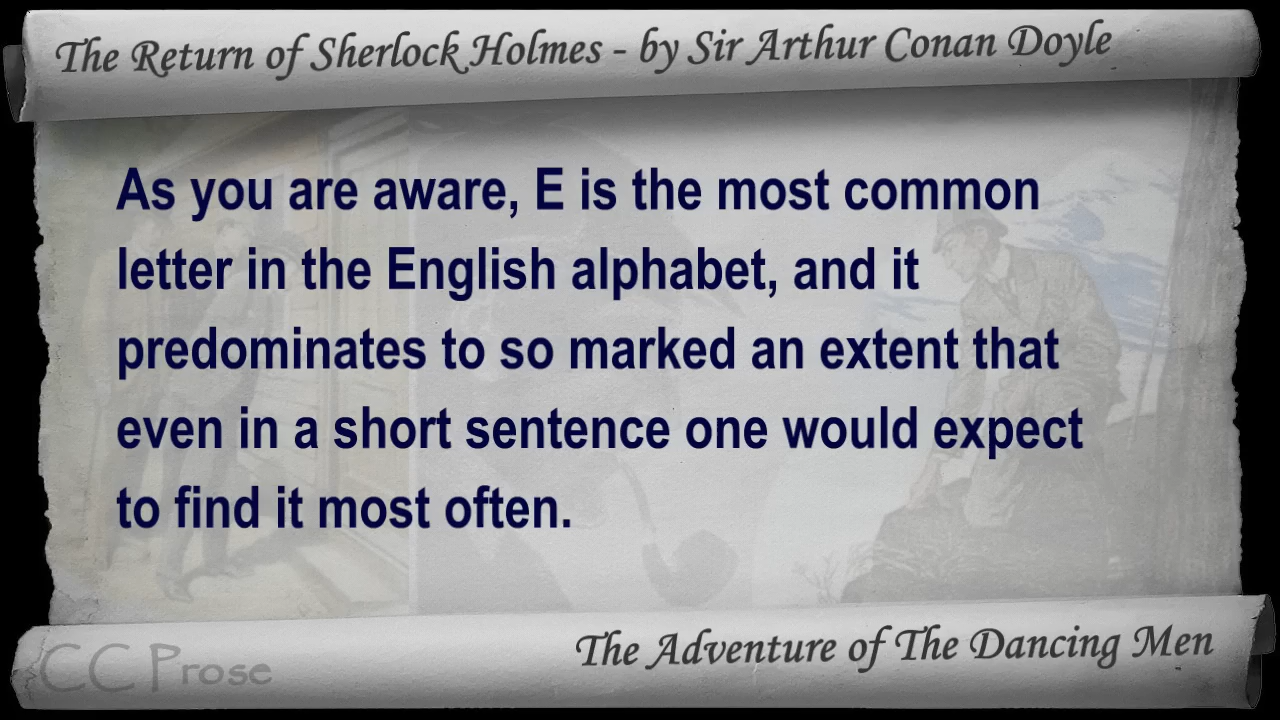 The Return of Sherlock Holmes - by Sir Arthur Conan Doyle
As you are aware, E is the most common
letter in the English alphabet, and it
predominates to so marked an extent that
even in a short sentence one would expect
to find it most often.
The Adventure of The Dancing Men
CC Prose